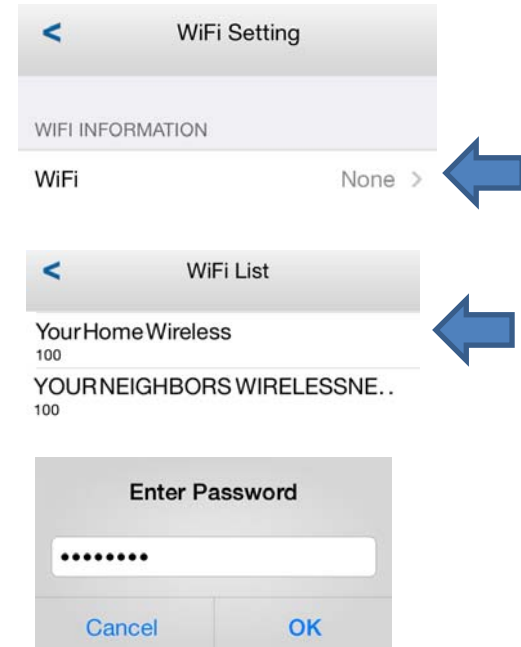 < WiFi Setting
WIFI INFORMATION
WiFi None >
< WiFi List
YourHomeWireless
100
YOURNEIGHBORS WIRELESSNE..
100
Enter Password
••••••••
Cancel OK